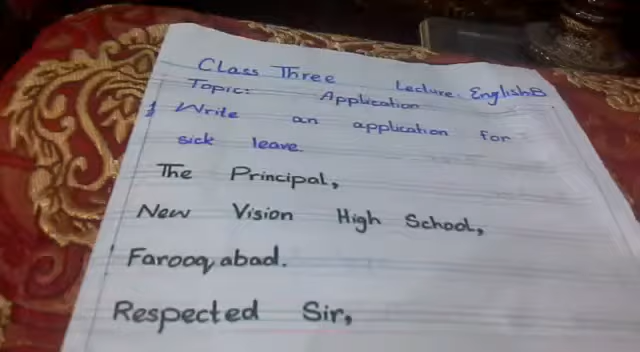 Class Three Lecture: English B
Topic: Application
1 Write an application for
sick leave.
The Principal,
New Vision High School,
Farooqabad.
Respected Sir,